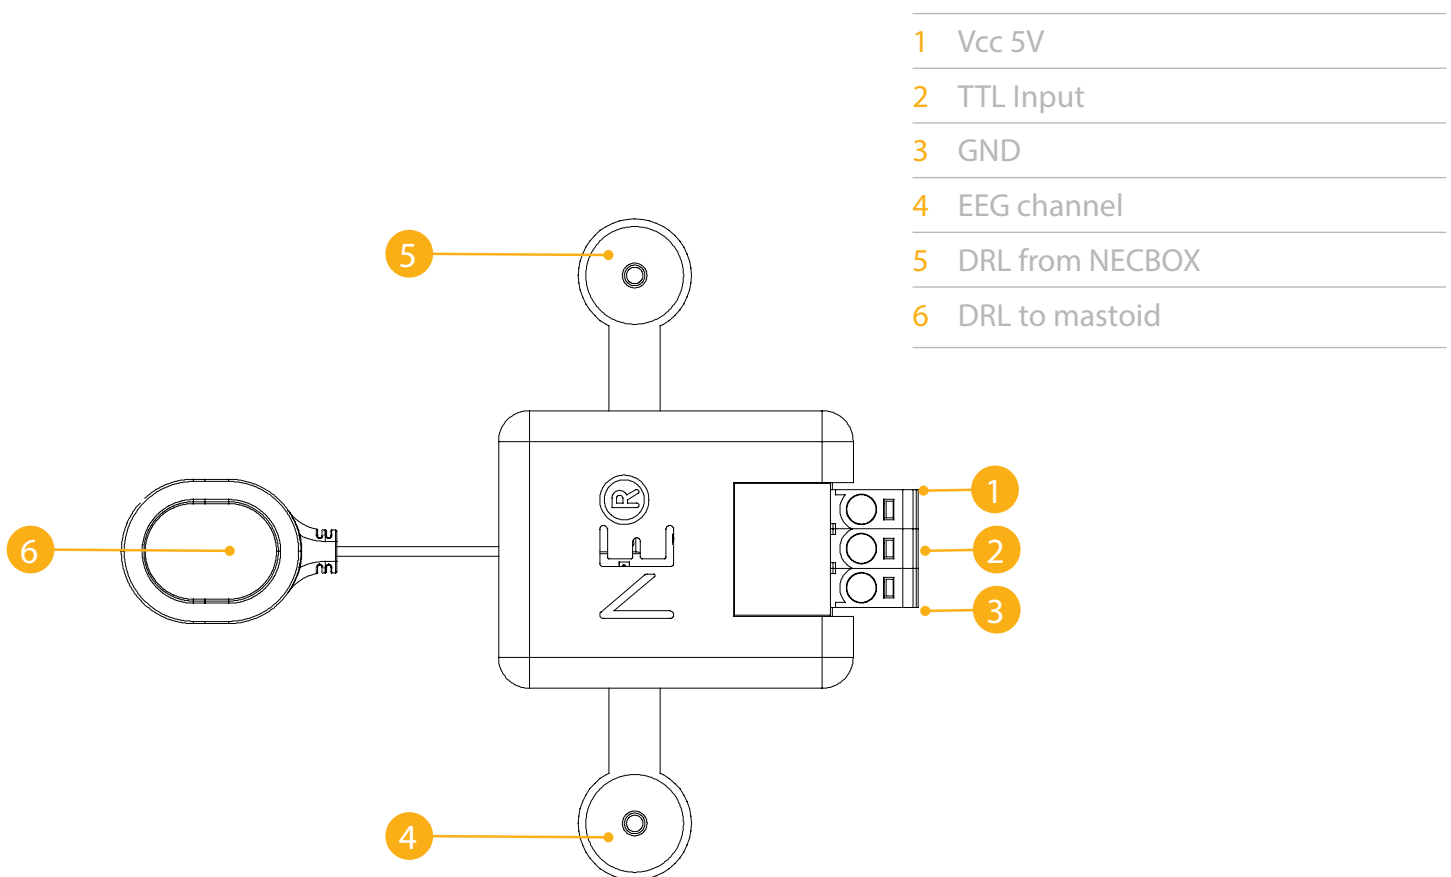 1 Vcc 5V
2 TTL Input
3 GND
4 EEG channel
5 DRL from NECBOX
6 DRL to mastoid
5
1
NE®
6
2
3
4